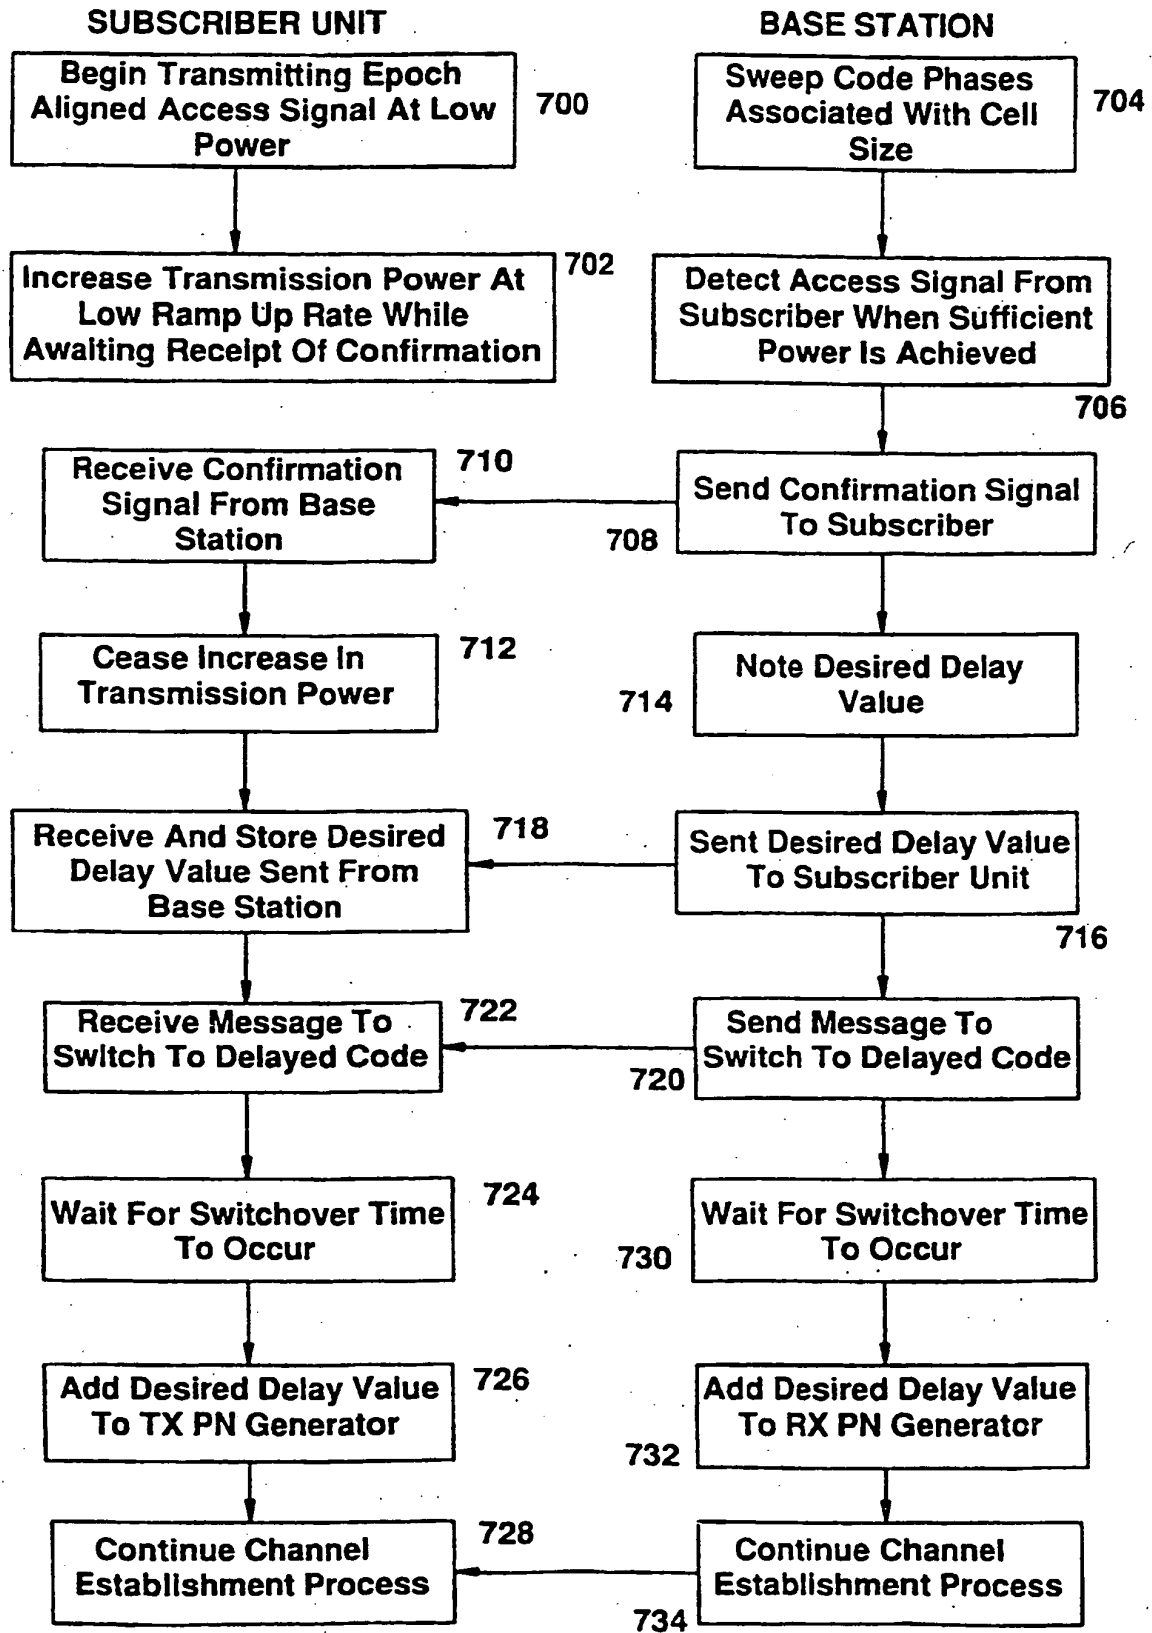 SUBSCRIBER UNIT
BASE STATION
Begin Transmitting Epoch
Aligned Access Signal At Low
Power
700
Sweep Code Phases
Associated With Cell
Size
704
Increase Transmission Power At
Low Ramp Up Rate While
Awaiting Receipt Of Confirmation
702
Detect Access Signal From
Subscriber When Sufficient
Power Is Achieved
706
Receive Confirmation
Signal From Base
Station
710
Send Confirmation Signal
To Subscriber
708
Cease Increase In
Transmission Power
712
Note Desired Delay
Value
714
Receive And Store Desired
Delay Value Sent From
Base Station
718
Sent Desired Delay Value
To Subscriber Unit
716
Receive Message To
Switch To Delayed Code
722
Send Message To
Switch To Delayed Code
720
Wait For Switchover Time
To Occur
724
Wait For Switchover Time
To Occur
730
Add Desired Delay Value
To TX PN Generator
726
Add Desired Delay Value
To RX PN Generator
732
Continue Channel
Establishment Process
728
Continue Channel
Establishment Process
734